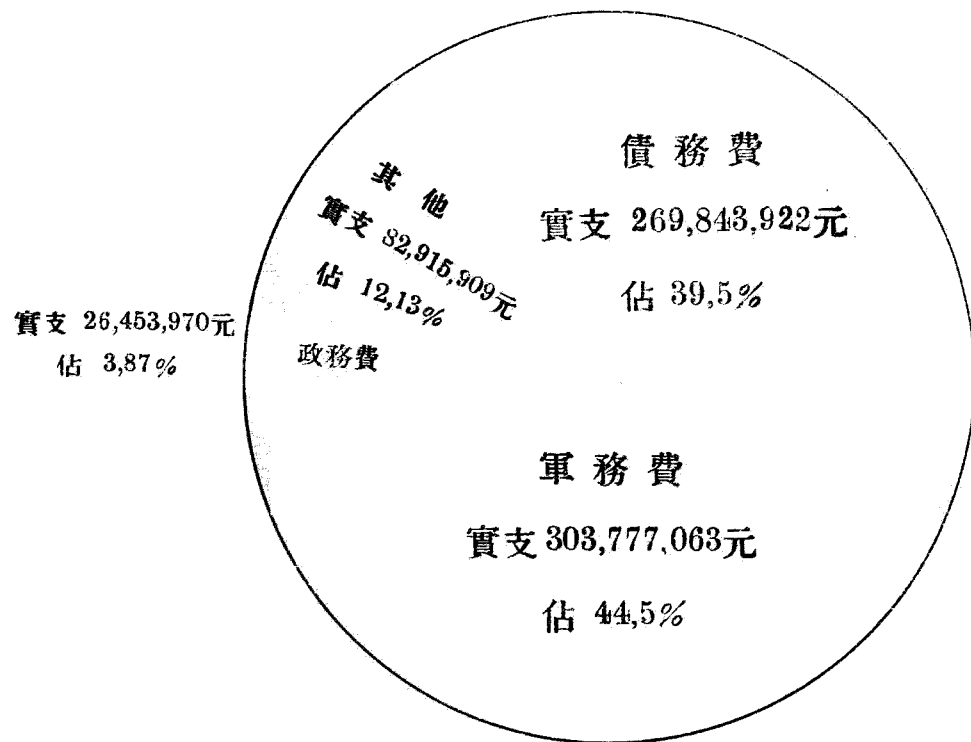 債務費
實支 269,843,922元
佔 39,5%
其他
實支 82,915,909元
佔 12,13%
實支 26,453,970元
佔 3,87%
政務費
軍務費
實支 303,777,063元
佔 44,5%